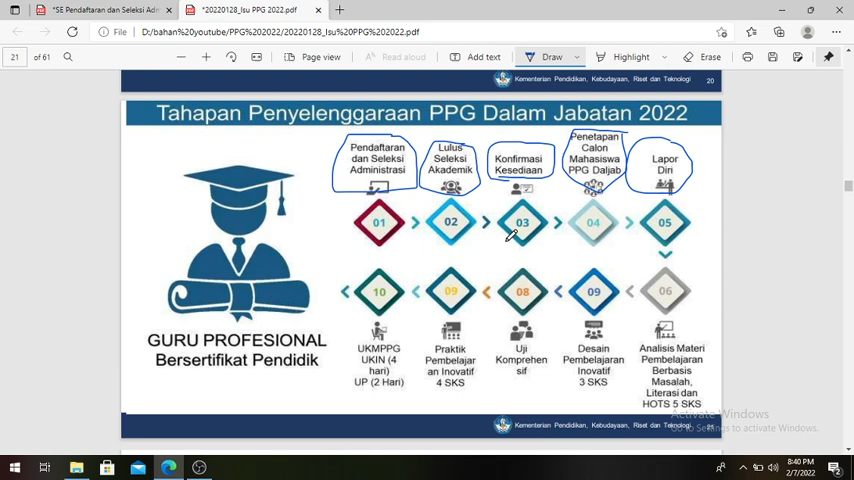 *SE Pendaftaran dan Seleksi Adm
*20220128_Isu PPG 2022.pdf
File
D:/bahan%20youtube/PPG%202022/20220128_Isu%20PPG%202022.pdf
21
of 61
Page view
Read aloud
Add text
Draw
Highlight
Erase
Kementerian Pendidikan, Kebudayaan, Riset dan Teknologi
20
Tahapan Penyelenggaraan PPG Dalam Jabatan 2022
Pendaftaran
dan Seleksi
Administrasi
Lulus
Seleksi
Akademik
Konfirmasi
Kesediaan
Penetapan
Calon
Mahasiswa
PPG Daljab
Lapor
Diri
01
02
03
04
05
10
09
08
09
06
GURU PROFESIONAL
Bersertifikat Pendidik
UKMPPG
UKIN (4
hari)
UP (2 Hari)
Praktik
Pembelajar
an Inovatif
4 SKS
Uji
Komprehen
sif
Desain
Pembelajaran
Inovatif
3 SKS
Analisis Materi
Pembelajaran
Berbasis
Masalah,
Literasi dan
HOTS 5 SKS
Activate Windows
Go to Settings to activate Windows.
Kementerian Pendidikan, Kebudayaan, Riset dan Teknologi
21
8:40 PM
2/7/2022
2